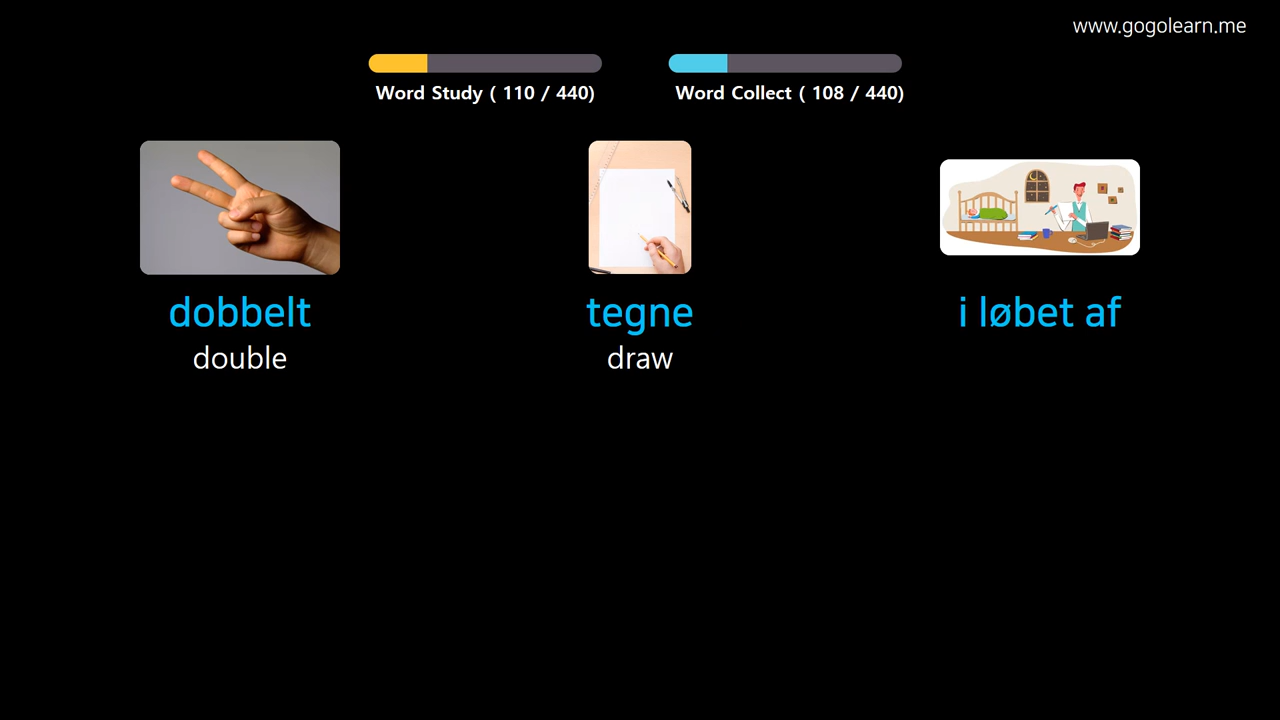 www.gogolearn.me
Word Study ( 110 / 440)
Word Collect ( 108 / 440)
dobbelt
tegne
i løbet af
double
draw